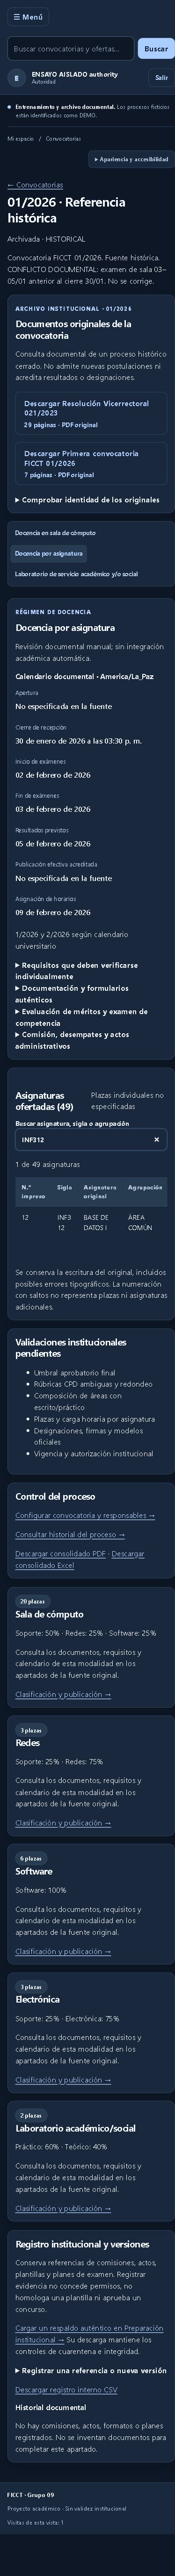 ☰ Menú
Buscar convocatorias y ofertas...
Buscar
E
ENSAYO AISLADO authority
Autoridad
Salir
Entrenamiento y archivo documental. Los procesos ficticios
están identificados como DEMO.
Mi espacio / Convocatorias
▸ Apariencia y accesibilidad
← Convocatorias
01/2026 · Referencia
histórica
Archivada · HISTORICAL
Convocatoria FICCT 01/2026. Fuente histórica.
CONFLICTO DOCUMENTAL: examen de sala 03–
05/01 anterior al cierre 30/01. No se corrige.
ARCHIVO INSTITUCIONAL · 01/2026
Documentos originales de la
convocatoria
Consulta documental de un proceso histórico
cerrado. No admite nuevas postulaciones ni
acredita resultados o designaciones.
Descargar Resolución Vicerrectoral
021/2023
29 páginas · PDF original
Descargar Primera convocatoria
FICCT 01/2026
7 páginas · PDF original
▸ Comprobar identidad de los originales
Docencia en sala de cómputo
Docencia por asignatura
Laboratorio de servicio académico y/o social
RÉGIMEN DE DOCENCIA
Docencia por asignatura
Revisión documental manual; sin integración
académica automática.
Calendario documental · America/La_Paz
Apertura
No especificada en la fuente
Cierre de recepción
30 de enero de 2026 a las 03:30 p. m.
Inicio de exámenes
02 de febrero de 2026
Fin de exámenes
03 de febrero de 2026
Resultados previstos
05 de febrero de 2026
Publicación efectiva acreditada
No especificada en la fuente
Asignación de horarios
09 de febrero de 2026
1/2026 y 2/2026 según calendario
universitario
▸ Requisitos que deben verificarse
individualmente
▸ Documentación y formularios
auténticos
▸ Evaluación de méritos y examen de
competencia
▸ Comisión, desempates y actos
administrativos
Asignaturas
ofertadas (49)
Plazas individuales no
especificadas
Buscar asignatura, sigla o agrupación
INF312 ×
1 de 49 asignaturas
N.º
impreso
Sigla
Asignatura
original
Agrupación
12
INF3
12
BASE DE
DATOS I
ÁREA
COMÚN
Se conserva la escritura del original, incluidos
posibles errores tipográficos. La numeración
con saltos no representa plazas ni asignaturas
adicionales.
Validaciones institucionales
pendientes
• Umbral aprobatorio final
• Rúbricas CPD ambiguas y redondeo
• Composición de áreas con
escrito/práctico
• Plazas y carga horaria por asignatura
• Designaciones, firmas y modelos
oficiales
• Vigencia y autorización institucional
Control del proceso
Configurar convocatoria y responsables →
Consultar historial del proceso →
Descargar consolidado PDF · Descargar
consolidado Excel
20 plazas
Sala de cómputo
Soporte: 50% · Redes: 25% · Software: 25%
Consulta los documentos, requisitos y
calendario de esta modalidad en los
apartados de la fuente original.
Clasificación y publicación →
3 plazas
Redes
Soporte: 25% · Redes: 75%
Consulta los documentos, requisitos y
calendario de esta modalidad en los
apartados de la fuente original.
Clasificación y publicación →
6 plazas
Software
Software: 100%
Consulta los documentos, requisitos y
calendario de esta modalidad en los
apartados de la fuente original.
Clasificación y publicación →
3 plazas
Electrónica
Soporte: 25% · Electrónica: 75%
Consulta los documentos, requisitos y
calendario de esta modalidad en los
apartados de la fuente original.
Clasificación y publicación →
2 plazas
Laboratorio académico/social
Práctico: 60% · Teórico: 40%
Consulta los documentos, requisitos y
calendario de esta modalidad en los
apartados de la fuente original.
Clasificación y publicación →
Registro institucional y versiones
Conserva referencias de comisiones, actos,
plantillas y planes de examen. Registrar
evidencia no concede permisos, no
homologa una plantilla ni aprueba un
concurso.
Cargar un respaldo auténtico en Preparación
institucional → Su descarga mantiene los
controles de cuarentena e integridad.
▸ Registrar una referencia o nueva versión
Descargar registro interno CSV
Historial documental
No hay comisiones, actos, formatos o planes
registrados. No se inventan documentos para
completar este apartado.
FICCT · Grupo 09
Proyecto académico · Sin validez institucional
Visitas de esta vista: 1